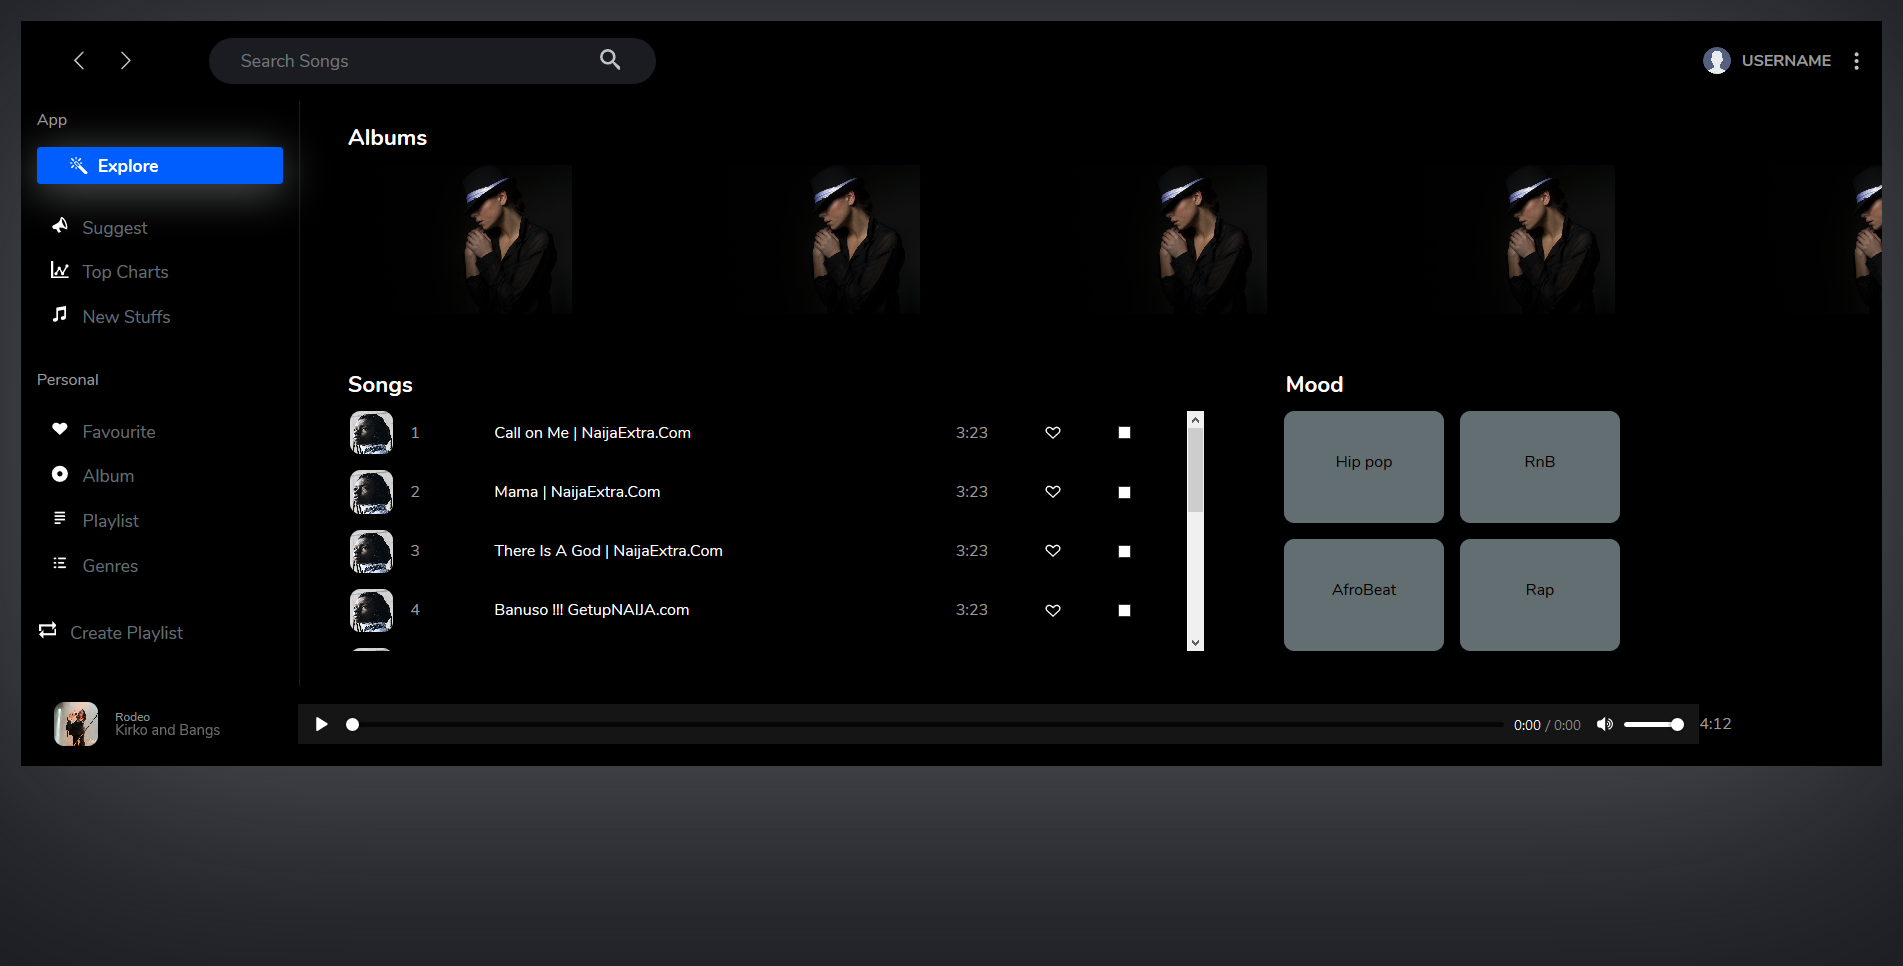 Search Songs
USERNAME
App
Explore
Suggest
Top Charts
New Stuffs
Personal
Favourite
Album
Playlist
Genres
Create Playlist
Albums
Songs
1 Call on Me | NaijaExtra.Com 3:23
2 Mama | NaijaExtra.Com 3:23
3 There Is A God | NaijaExtra.Com 3:23
4 Banuso !!! GetupNAIJA.com 3:23
Mood
Hip pop
RnB
AfroBeat
Rap
Rodeo
Kirko and Bangs
0:00 / 0:00
4:12